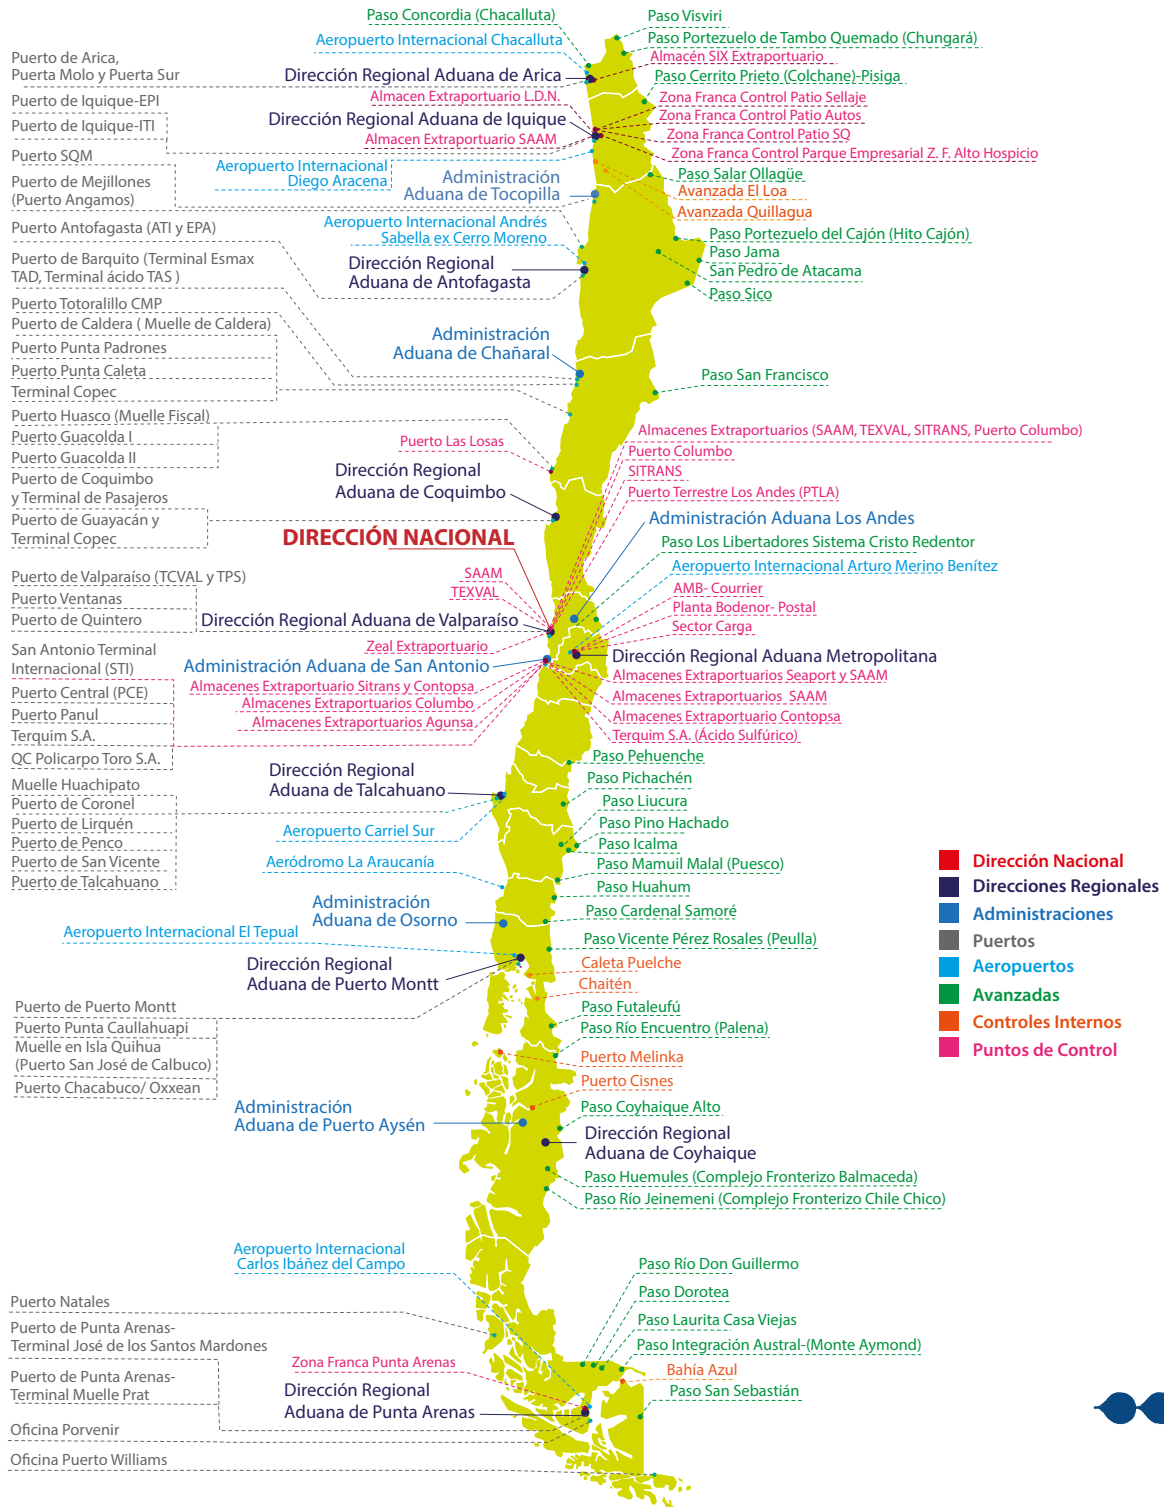 Paso Concordia (Chacalluta)
Aeropuerto Internacional Chacalluta
Paso Visviri
Paso Portezuelo de Tambo Quemado (Chungará)
Almacén SIX Extraportuario
Paso Cerrito Prieto (Colchane)-Pisiga
Puerto de Arica,
Puerta Molo y Puerta Sur
Dirección Regional Aduana de Arica
Almacen Extraportuario L.D.N.
Zona Franca Control Patio Sellaje
Puerto de Iquique-EPI
Dirección Regional Aduana de Iquique
Zona Franca Control Patio Autos
Puerto de Iquique-ITI
Almacen Extraportuario SAAM
Zona Franca Control Patio SQ
Zona Franca Control Parque Empresarial Z. F. Alto Hospicio
Puerto SQM
Aeropuerto Internacional
Diego Aracena
Paso Salar Ollagüe
Puerto de Mejillones
(Puerto Angamos)
Administración
Aduana de Tocopilla
Avanzada El Loa
Avanzada Quillagua
Puerto Antofagasta (ATI y EPA)
Aeropuerto Internacional Andrés
Sabella ex Cerro Moreno
Paso Portezuelo del Cajón (Hito Cajón)
Paso Jama
Puerto de Barquito (Terminal Esmax
TAD, Terminal ácido TAS )
Dirección Regional
Aduana de Antofagasta
San Pedro de Atacama
Paso Sico
Puerto Totoralillo CMP
Puerto de Caldera ( Muelle de Caldera)
Puerto Punta Padrones
Administración
Aduana de Chañaral
Puerto Punta Caleta
Paso San Francisco
Terminal Copec
Puerto Huasco (Muelle Fiscal)
Puerto Guacolda I
Puerto Guacolda II
Puerto Las Losas
Almacenes Extraportuarios (SAAM, TEXVAL, SITRANS, Puerto Columbo)
Puerto Columbo
SITRANS
Puerto Terrestre Los Andes (PTLA)
Puerto de Coquimbo
y Terminal de Pasajeros
Dirección Regional
Aduana de Coquimbo
Puerto de Guayacán y
Terminal Copec
DIRECCIÓN NACIONAL
Administración Aduana Los Andes
Paso Los Libertadores Sistema Cristo Redentor
Aeropuerto Internacional Arturo Merino Benítez
Puerto de Valparaíso (TCVAL y TPS)
SAAM
TEXVAL
AMB- Courrier
Puerto Ventanas
Planta Bodenor- Postal
Puerto de Quintero
Dirección Regional Aduana de Valparaíso
Sector Carga
San Antonio Terminal
Internacional (STI)
Zeal Extraportuario
Dirección Regional Aduana Metropolitana
Administración Aduana de San Antonio
Almacenes Extraportuarios Seaport y SAAM
Puerto Central (PCE)
Almacenes Extraportuario Sitrans y Contopsa
Almacenes Extraportuarios SAAM
Almacenes Extraportuarios Columbo
Puerto Panul
Almacenes Extraportuarios Agunsa
Almacenes Extraportuario Contopsa
Terquim S.A.
Terquim S.A. (Ácido Sulfúrico)
QC Policarpo Toro S.A.
Paso Pehuenche
Muelle Huachipato
Dirección Regional
Aduana de Talcahuano
Paso Pichachén
Puerto de Coronel
Paso Liucura
Puerto de Lirquén
Aeropuerto Carriel Sur
Paso Pino Hachado
Puerto de Penco
Paso Icalma
Puerto de San Vicente
Aeródromo La Araucanía
Paso Mamuil Malal (Puesco)
Puerto de Talcahuano
Paso Huahum
Administración
Aduana de Osorno
Paso Cardenal Samoré
Aeropuerto Internacional El Tepual
Paso Vicente Pérez Rosales (Peulla)
Dirección Regional
Aduana de Puerto Montt
Caleta Puelche
Chaitén
Puerto de Puerto Montt
Paso Futaleufú
Puerto Punta Caullahuapi
Paso Río Encuentro (Palena)
Muelle en Isla Quihua
(Puerto San José de Calbuco)
Puerto Melinka
Puerto Chacabuco/ Oxxean
Puerto Cisnes
Administración
Aduana de Puerto Aysén
Paso Coyhaique Alto
Dirección Regional
Aduana de Coyhaique
Paso Huemules (Complejo Fronterizo Balmaceda)
Paso Río Jeinemeni (Complejo Fronterizo Chile Chico)
Aeropuerto Internacional
Carlos Ibáñez del Campo
Paso Río Don Guillermo
Paso Dorotea
Puerto Natales
Paso Laurita Casa Viejas
Puerto de Punta Arenas-
Terminal José de los Santos Mardones
Paso Integración Austral-(Monte Aymond)
Zona Franca Punta Arenas
Bahía Azul
Puerto de Punta Arenas-
Terminal Muelle Prat
Dirección Regional
Aduana de Punta Arenas
Paso San Sebastián
Oficina Porvenir
Oficina Puerto Williams
Dirección Nacional
Direcciones Regionales
Administraciones
Puertos
Aeropuertos
Avanzadas
Controles Internos
Puntos de Control